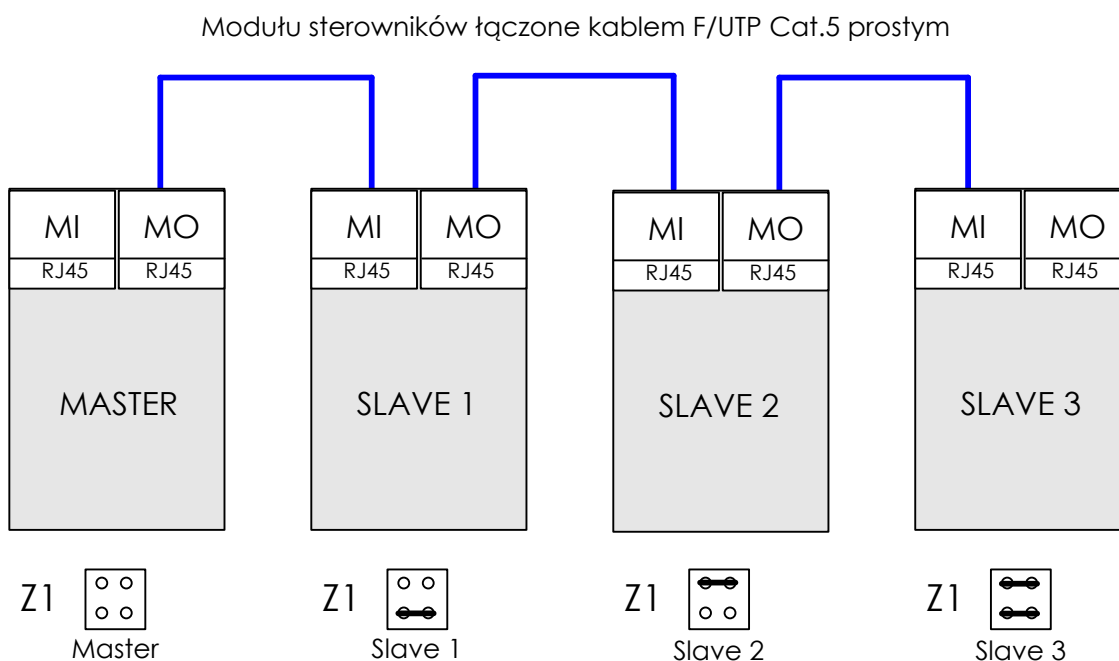 Modułu sterowników łączone kablem F/UTP Cat.5 prostym
MI MO MI MO MI MO MI MO
RJ45 RJ45 RJ45 RJ45 RJ45 RJ45 RJ45 RJ45
MASTER SLAVE 1 SLAVE 2 SLAVE 3
Z1 Z1 Z1 Z1
Master Slave 1 Slave 2 Slave 3